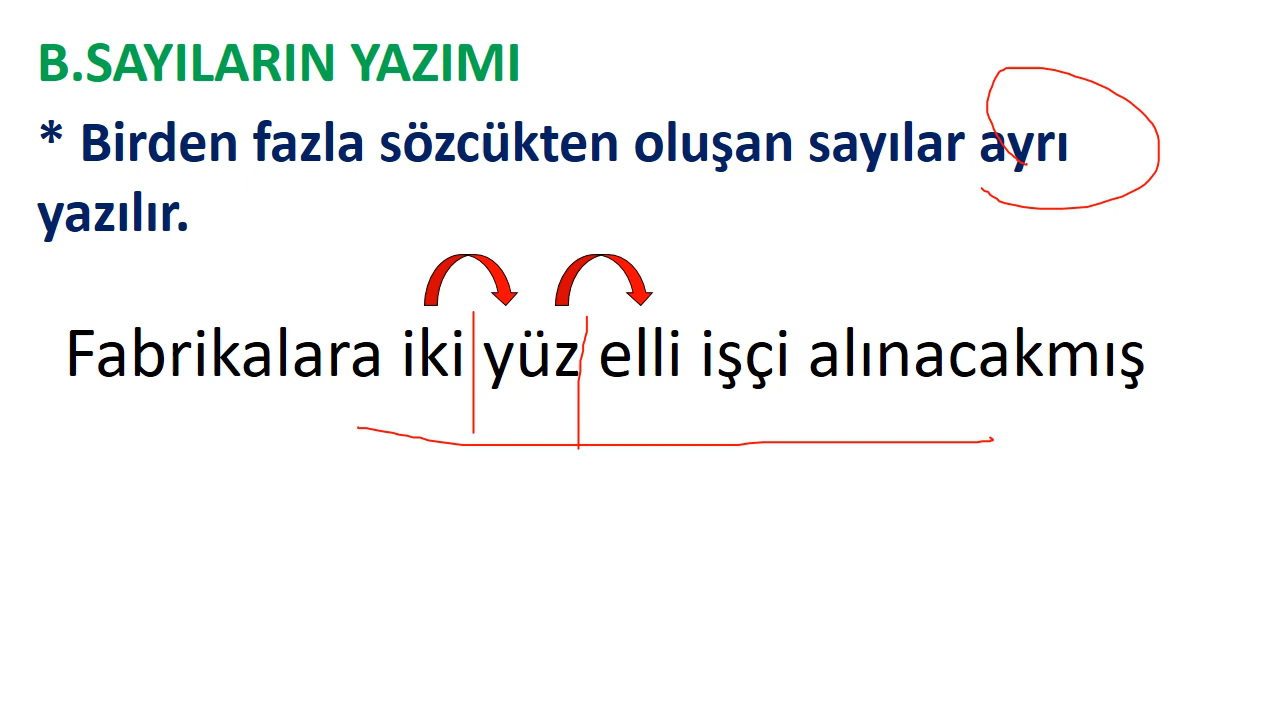 B.SAYILARIN YAZIMI
* Birden fazla sözcükten oluşan sayılar ayrı
yazılır.
Fabrikalara iki yüz elli işçi alınacakmış